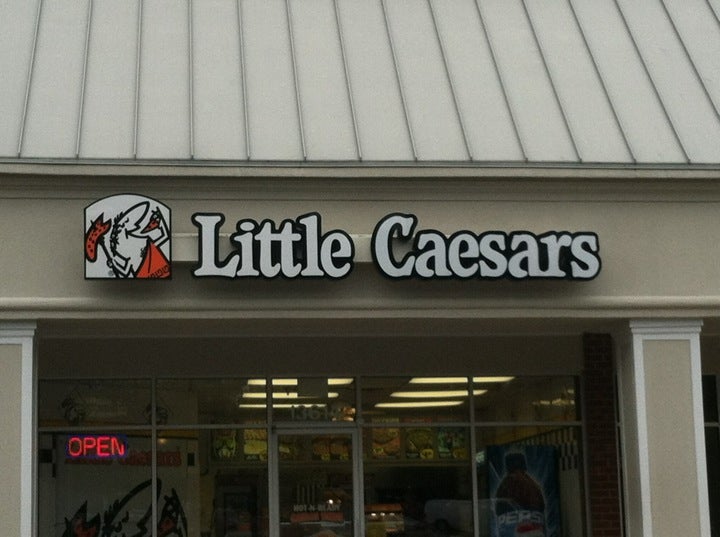 Little Caesars
OPEN
HOT-N-READY
PEPSI